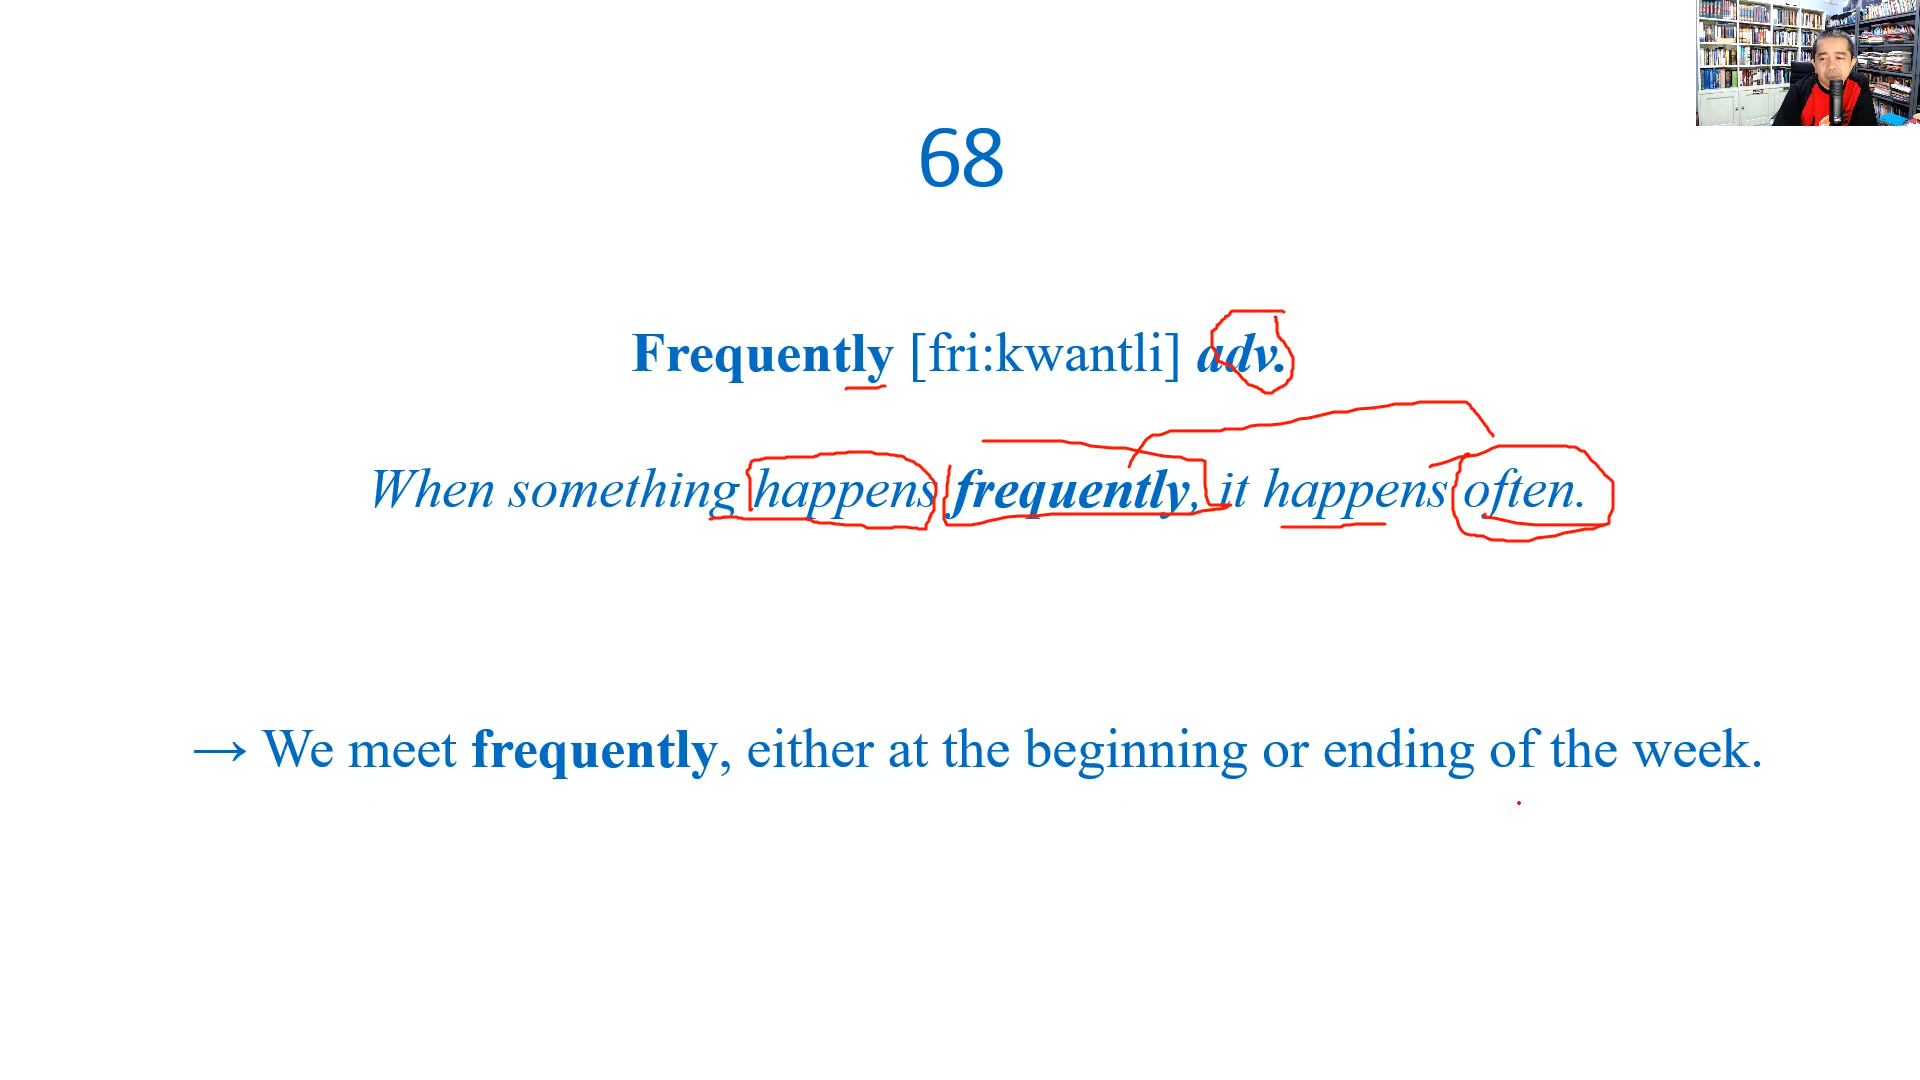 68
Frequently [fri:kwantli] adv.
When something happens frequently, it happens often.
→ We meet frequently, either at the beginning or ending of the week.